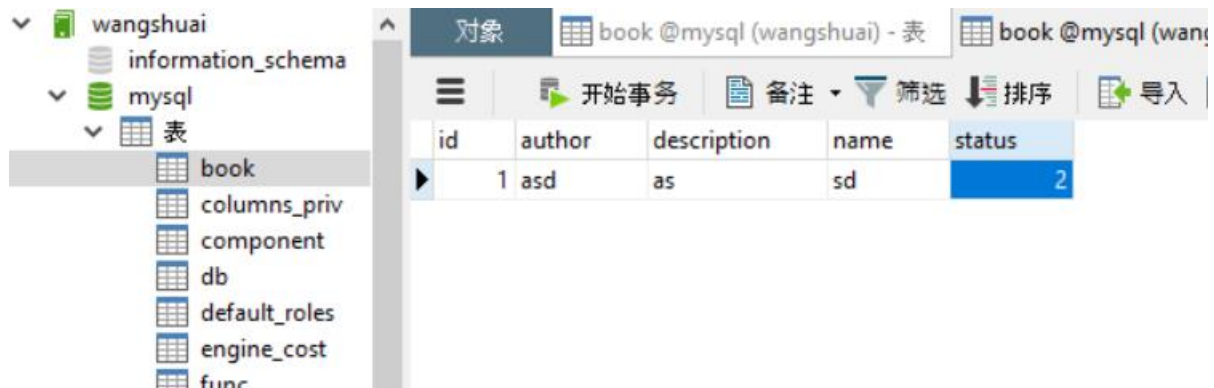 wangshuai
information_schema
mysql
表
book
columns_priv
component
db
default_roles
engine_cost
func
对象 book @mysql (wangshuai) - 表 book @mysql (wang
开始事务 备注 筛选 排序 导入
id author description name status
1 asd as sd 2